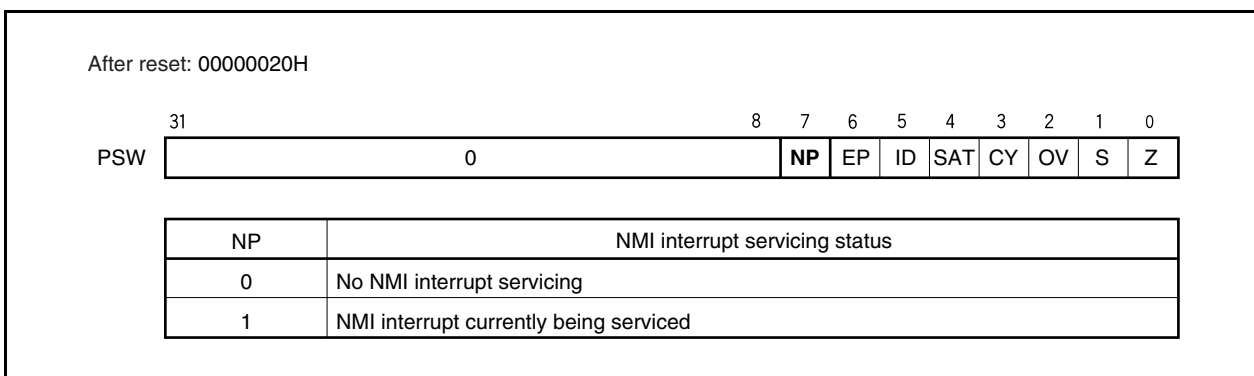 After reset: 00000020H
31 8 7 6 5 4 3 2 1 0
PSW 0 NP EP ID SAT CY OV S Z
NP NMI interrupt servicing status
0 No NMI interrupt servicing
1 NMI interrupt currently being serviced